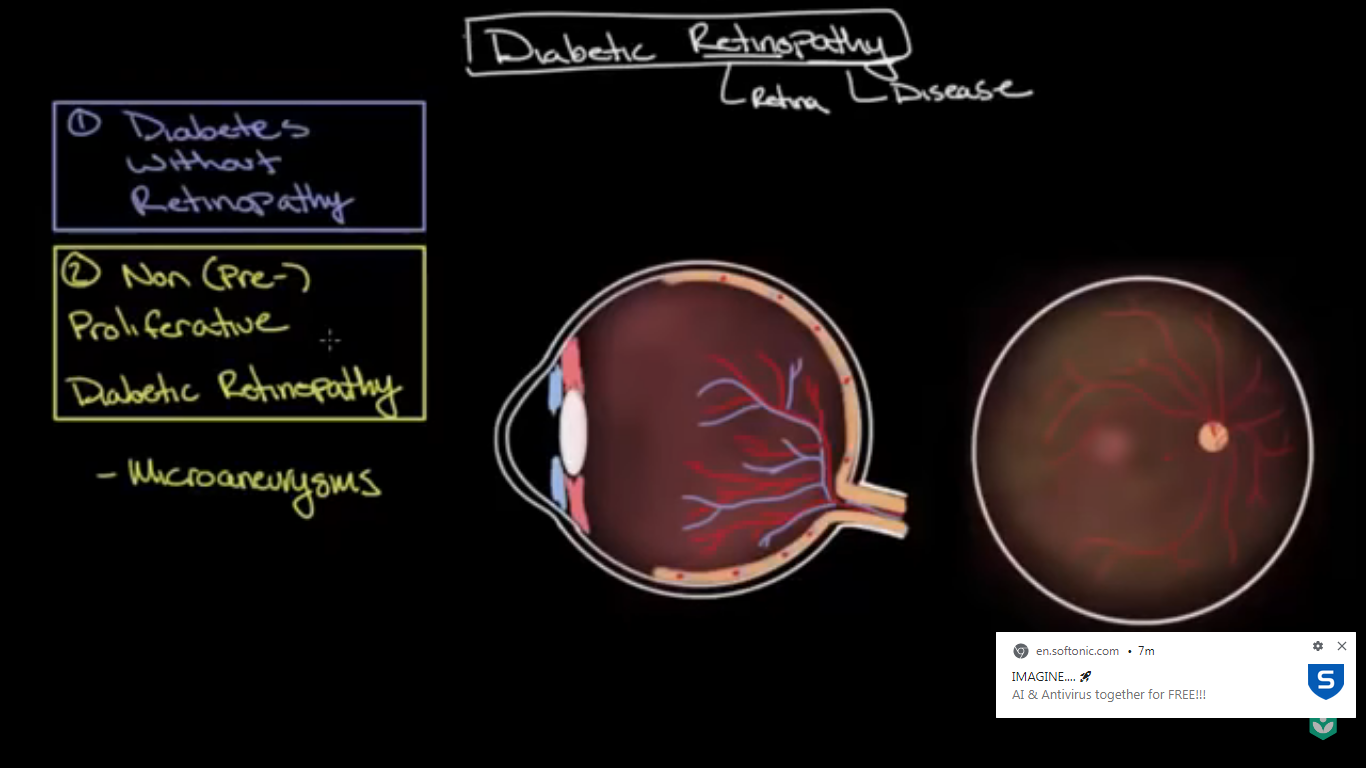 Diabetic Retinopathy
Retina
Disease
① Diabetes
Without
Retinopathy
② Non (Pre-)
Proliferative
Diabetic Retinopathy
- Microaneurysms
en.softonic.com • 7m
IMAGINE.... 🚀
AI & Antivirus together for FREE!!!
S